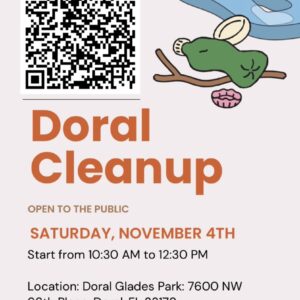 Doral
Cleanup
OPEN TO THE PUBLIC
SATURDAY, NOVEMBER 4TH
Start from 10:30 AM to 12:30 PM
Location: Doral Glades Park: 7600 NW